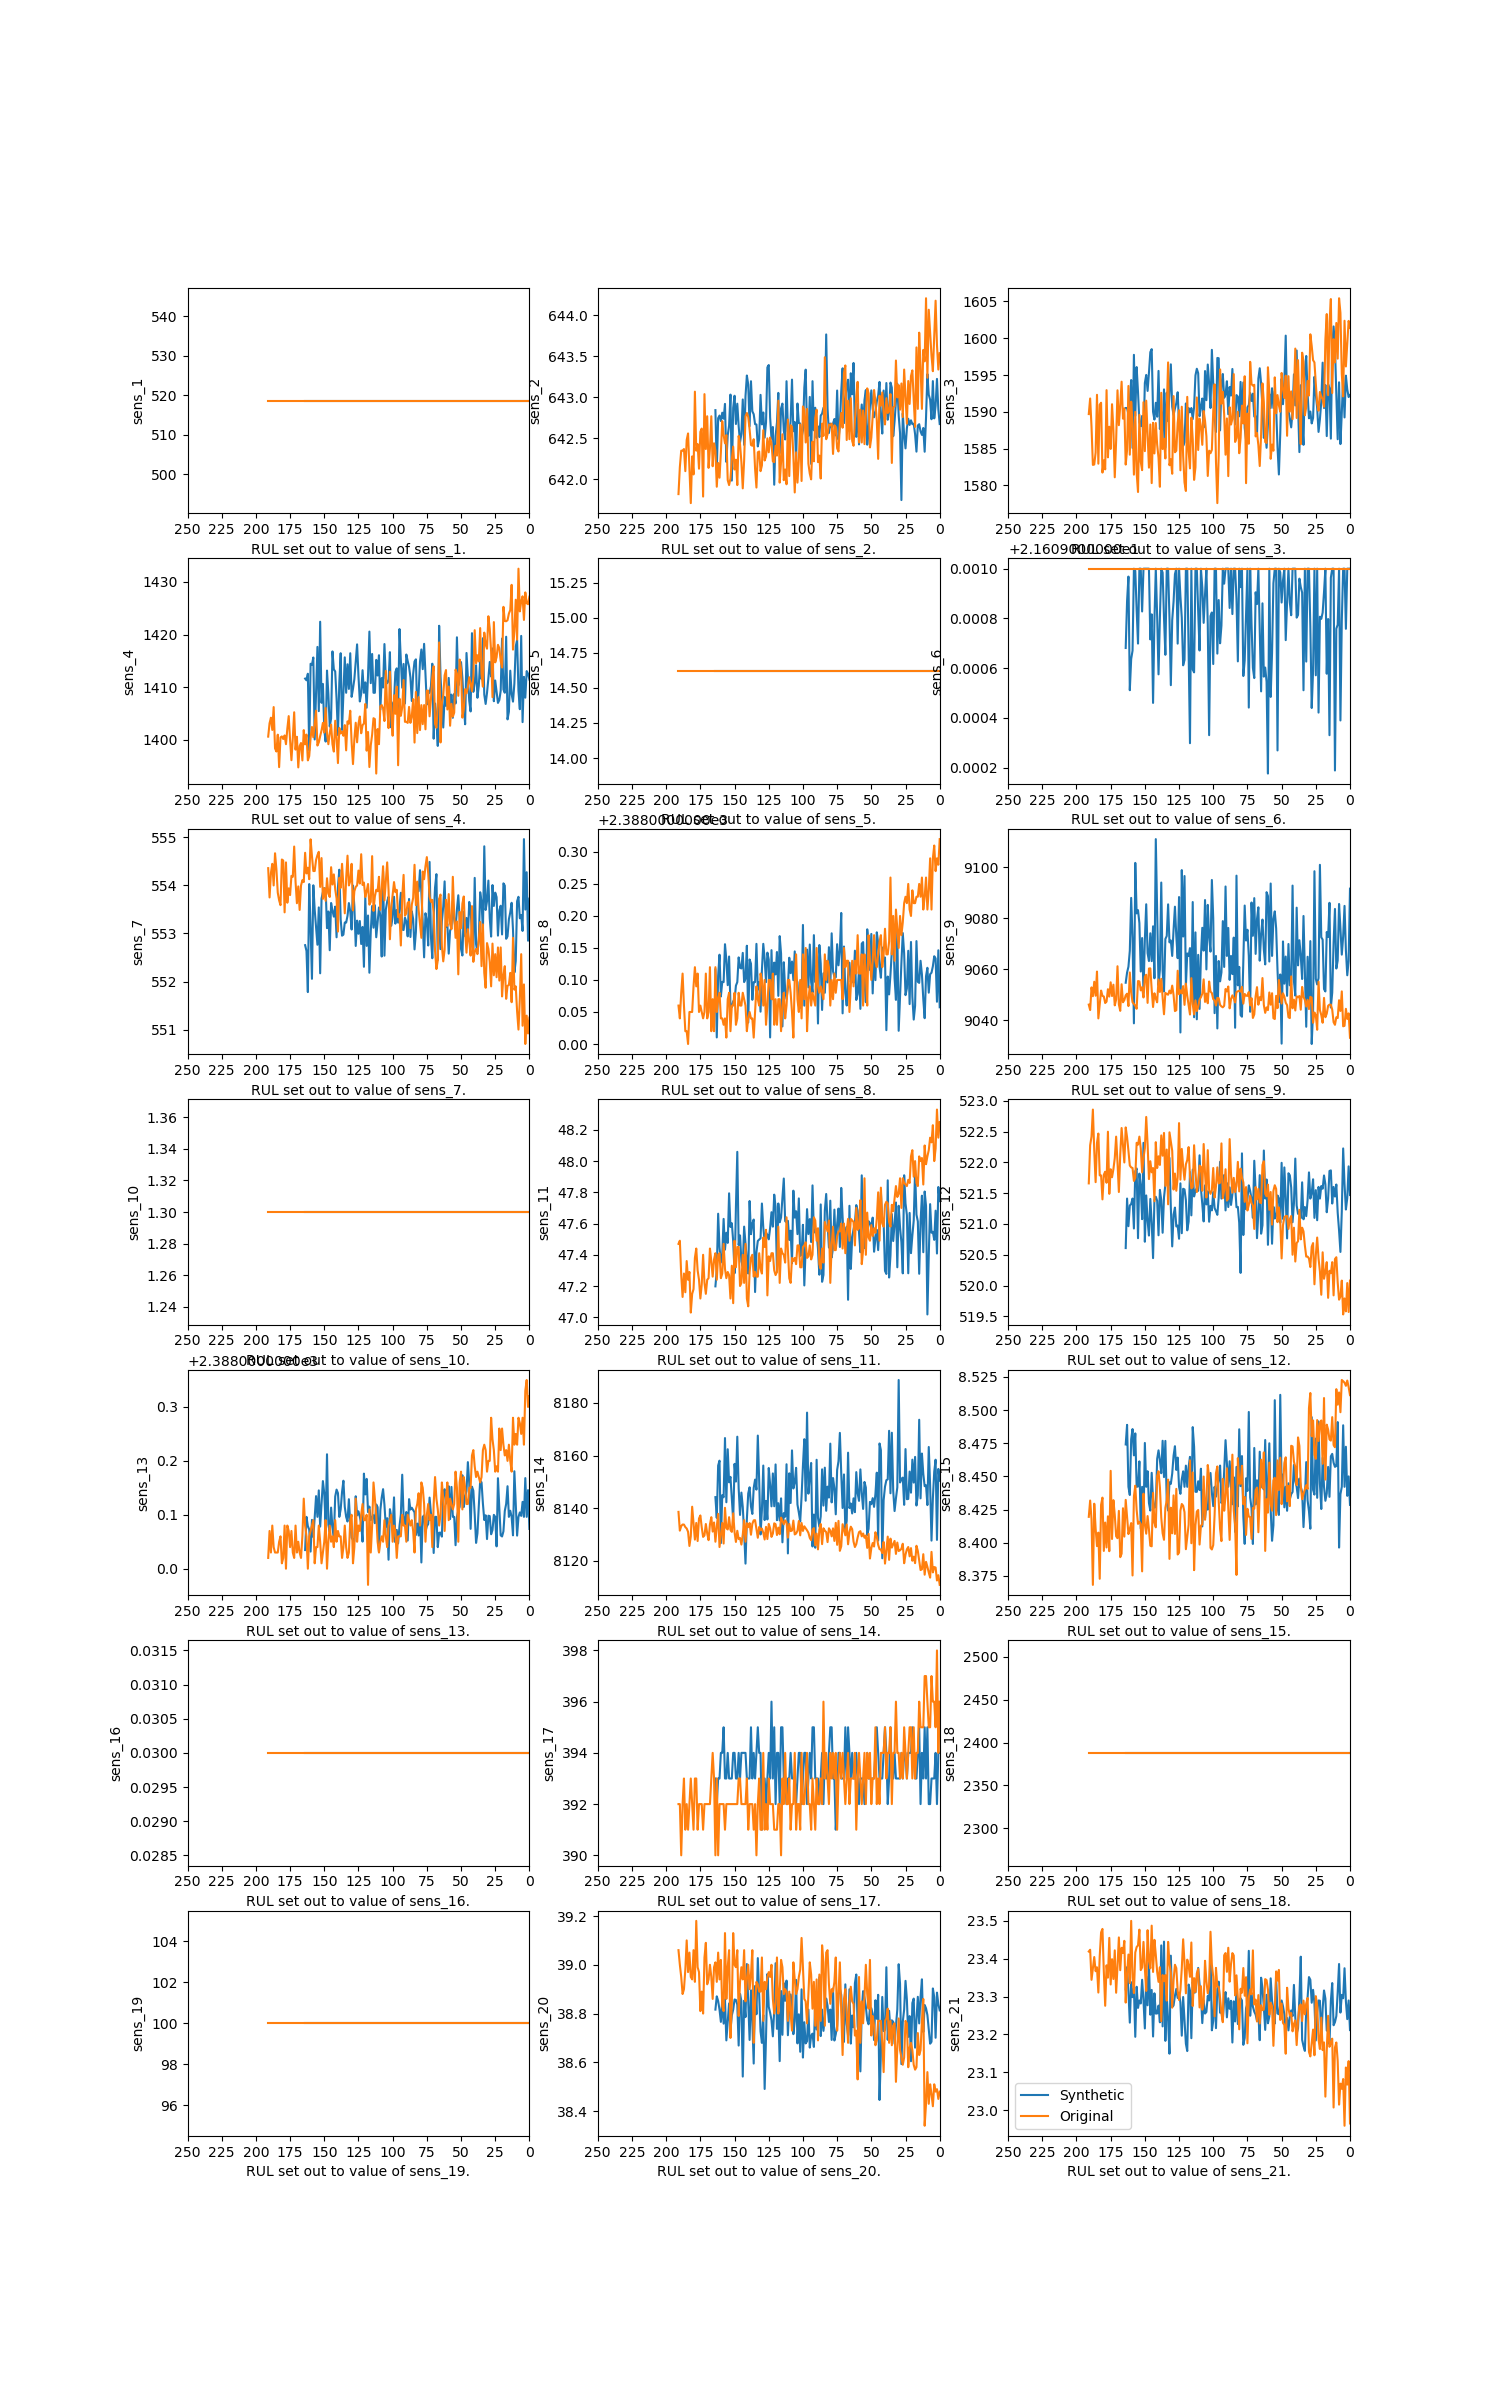 540
530
520
510
500
sens_1
250 225 200 175 150 125 100 75 50 25 0
RUL set out to value of sens_1.
644.0
643.5
643.0
642.5
642.0
sens_2
250 225 200 175 150 125 100 75 50 25 0
RUL set out to value of sens_2.
1605
1600
1595
1590
1585
1580
sens_3
250 225 200 175 150 125 100 75 50 25 0
RUL set out to value of sens_3.
1430
1420
1410
1400
sens_4
250 225 200 175 150 125 100 75 50 25 0
RUL set out to value of sens_4.
15.25
15.00
14.75
14.50
14.25
14.00
sens_5
250 225 200 175 150 125 100 75 50 25 0
RUL set out to value of sens_5.
+2.1609000000e1
0.0010
0.0008
0.0006
0.0004
0.0002
sens_6
250 225 200 175 150 125 100 75 50 25 0
RUL set out to value of sens_6.
555
554
553
552
551
sens_7
250 225 200 175 150 125 100 75 50 25 0
RUL set out to value of sens_7.
+2.3880000000e3
0.30
0.25
0.20
0.15
0.10
0.05
0.00
sens_8
250 225 200 175 150 125 100 75 50 25 0
RUL set out to value of sens_8.
9100
9080
9060
9040
sens_9
250 225 200 175 150 125 100 75 50 25 0
RUL set out to value of sens_9.
1.36
1.34
1.32
1.30
1.28
1.26
1.24
sens_10
250 225 200 175 150 125 100 75 50 25 0
RUL set out to value of sens_10.
48.2
48.0
47.8
47.6
47.4
47.2
47.0
sens_11
250 225 200 175 150 125 100 75 50 25 0
RUL set out to value of sens_11.
523.0
522.5
522.0
521.5
521.0
520.5
520.0
519.5
sens_12
250 225 200 175 150 125 100 75 50 25 0
RUL set out to value of sens_12.
+2.3880000000e3
0.3
0.2
0.1
0.0
sens_13
250 225 200 175 150 125 100 75 50 25 0
RUL set out to value of sens_13.
8180
8160
8140
8120
sens_14
250 225 200 175 150 125 100 75 50 25 0
RUL set out to value of sens_14.
8.525
8.500
8.475
8.450
8.425
8.400
8.375
sens_15
250 225 200 175 150 125 100 75 50 25 0
RUL set out to value of sens_15.
0.0315
0.0310
0.0305
0.0300
0.0295
0.0290
0.0285
sens_16
250 225 200 175 150 125 100 75 50 25 0
RUL set out to value of sens_16.
398
396
394
392
390
sens_17
250 225 200 175 150 125 100 75 50 25 0
RUL set out to value of sens_17.
2500
2450
2400
2350
2300
sens_18
250 225 200 175 150 125 100 75 50 25 0
RUL set out to value of sens_18.
104
102
100
98
96
sens_19
250 225 200 175 150 125 100 75 50 25 0
RUL set out to value of sens_19.
39.2
39.0
38.8
38.6
38.4
sens_20
250 225 200 175 150 125 100 75 50 25 0
RUL set out to value of sens_20.
23.5
23.4
23.3
23.2
23.1
23.0
sens_21
Synthetic
Original
250 225 200 175 150 125 100 75 50 25 0
RUL set out to value of sens_21.